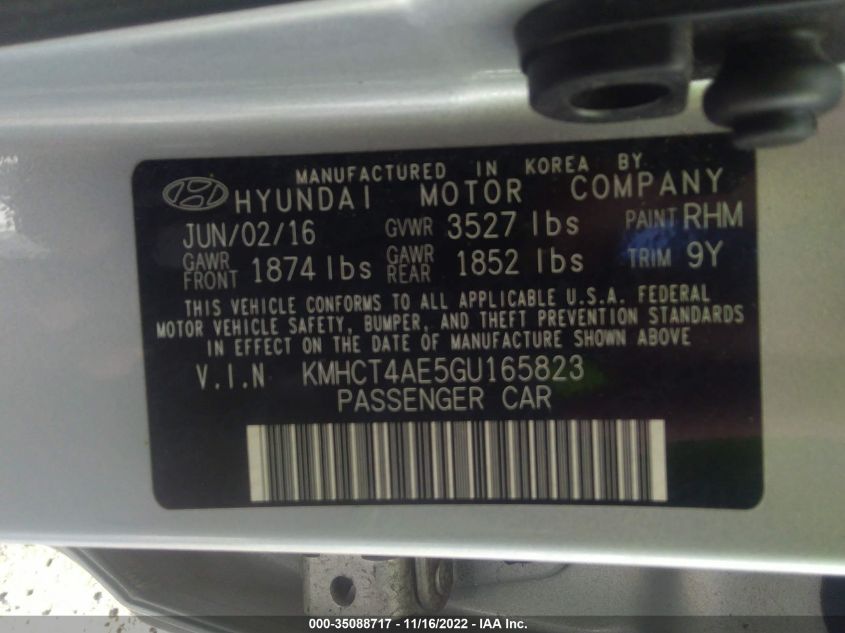 MANUFACTURED IN KOREA BY
HYUNDAI MOTOR COMPANY
JUN/02/16 GVWR 3527 lbs PAINT RHM
GAWR FRONT 1874 lbs GAWR REAR 1852 lbs TRIM 9Y
THIS VEHICLE CONFORMS TO ALL APPLICABLE U.S.A. FEDERAL
MOTOR VEHICLE SAFETY, BUMPER, AND THEFT PREVENTION STANDARDS
IN EFFECT ON THE DATE OF MANUFACTURE SHOWN ABOVE
V.I.N KMHCT4AE5GU165823
PASSENGER CAR
000-35088717 - 11/16/2022 - IAA Inc.